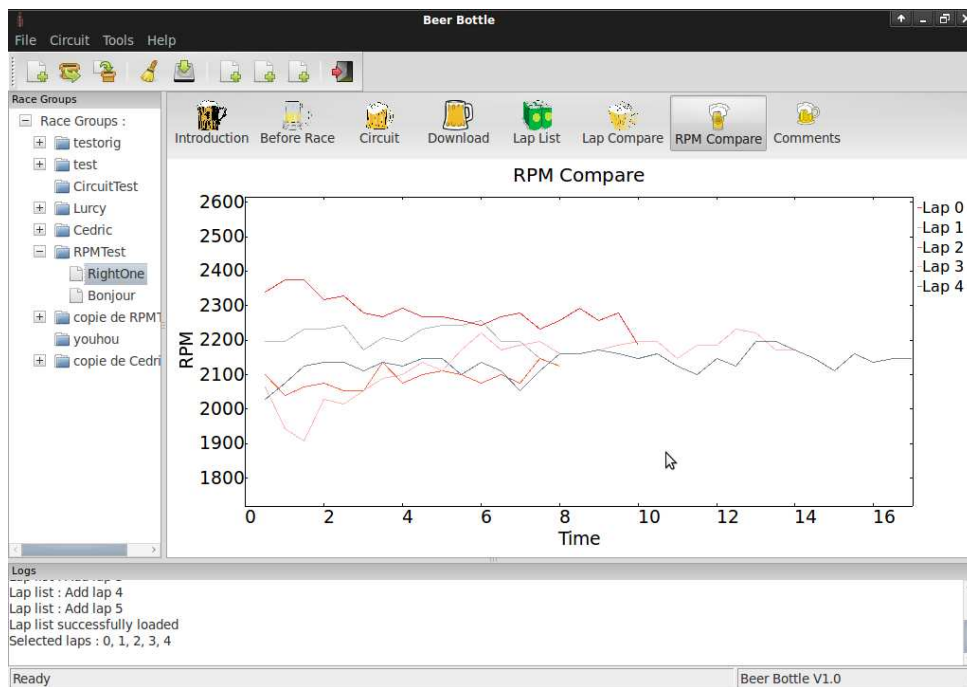 Beer Bottle
File Circuit Tools Help
Race Groups
Race Groups :
testorig
test
CircuitTest
Lurcy
Cedric
RPMTest
RightOne
Bonjour
copie de RPMT
youhou
copie de Cedri
Introduction Before Race Circuit Download Lap List Lap Compare RPM Compare Comments
RPM Compare
2600
2500
2400
2300
2200
2100
2000
1900
1800
RPM
0 2 4 6 8 10 12 14 16
Time
Lap 0
Lap 1
Lap 2
Lap 3
Lap 4
Logs
Lap list : Add lap 4
Lap list : Add lap 5
Lap list successfully loaded
Selected laps : 0, 1, 2, 3, 4
Ready
Beer Bottle V1.0